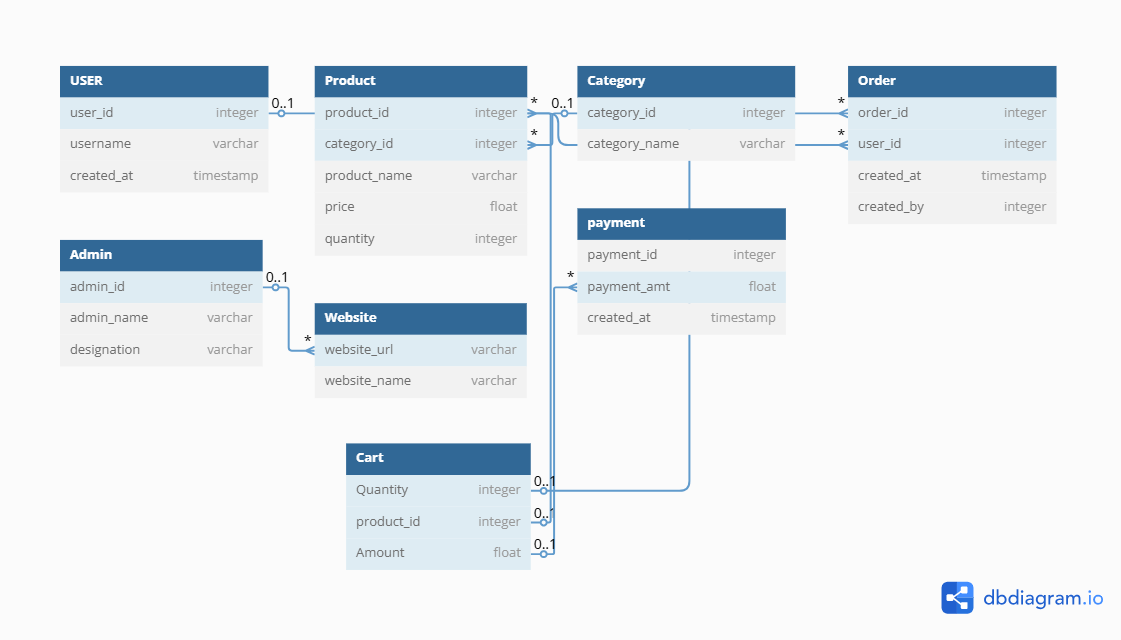 USER
user_id integer
username varchar
created_at timestamp
0..1
Product
product_id integer
category_id integer
product_name varchar
price float
quantity integer
*
*
0..1
Category
category_id integer
category_name varchar
*
*
Order
order_id integer
user_id integer
created_at timestamp
created_by integer
Admin
admin_id integer
admin_name varchar
designation varchar
0..1
*
Website
website_url varchar
website_name varchar
*
payment
payment_id integer
payment_amt float
created_at timestamp
Cart
Quantity integer
product_id integer
Amount float
0..1
0..1
0..1
dbdiagram.io